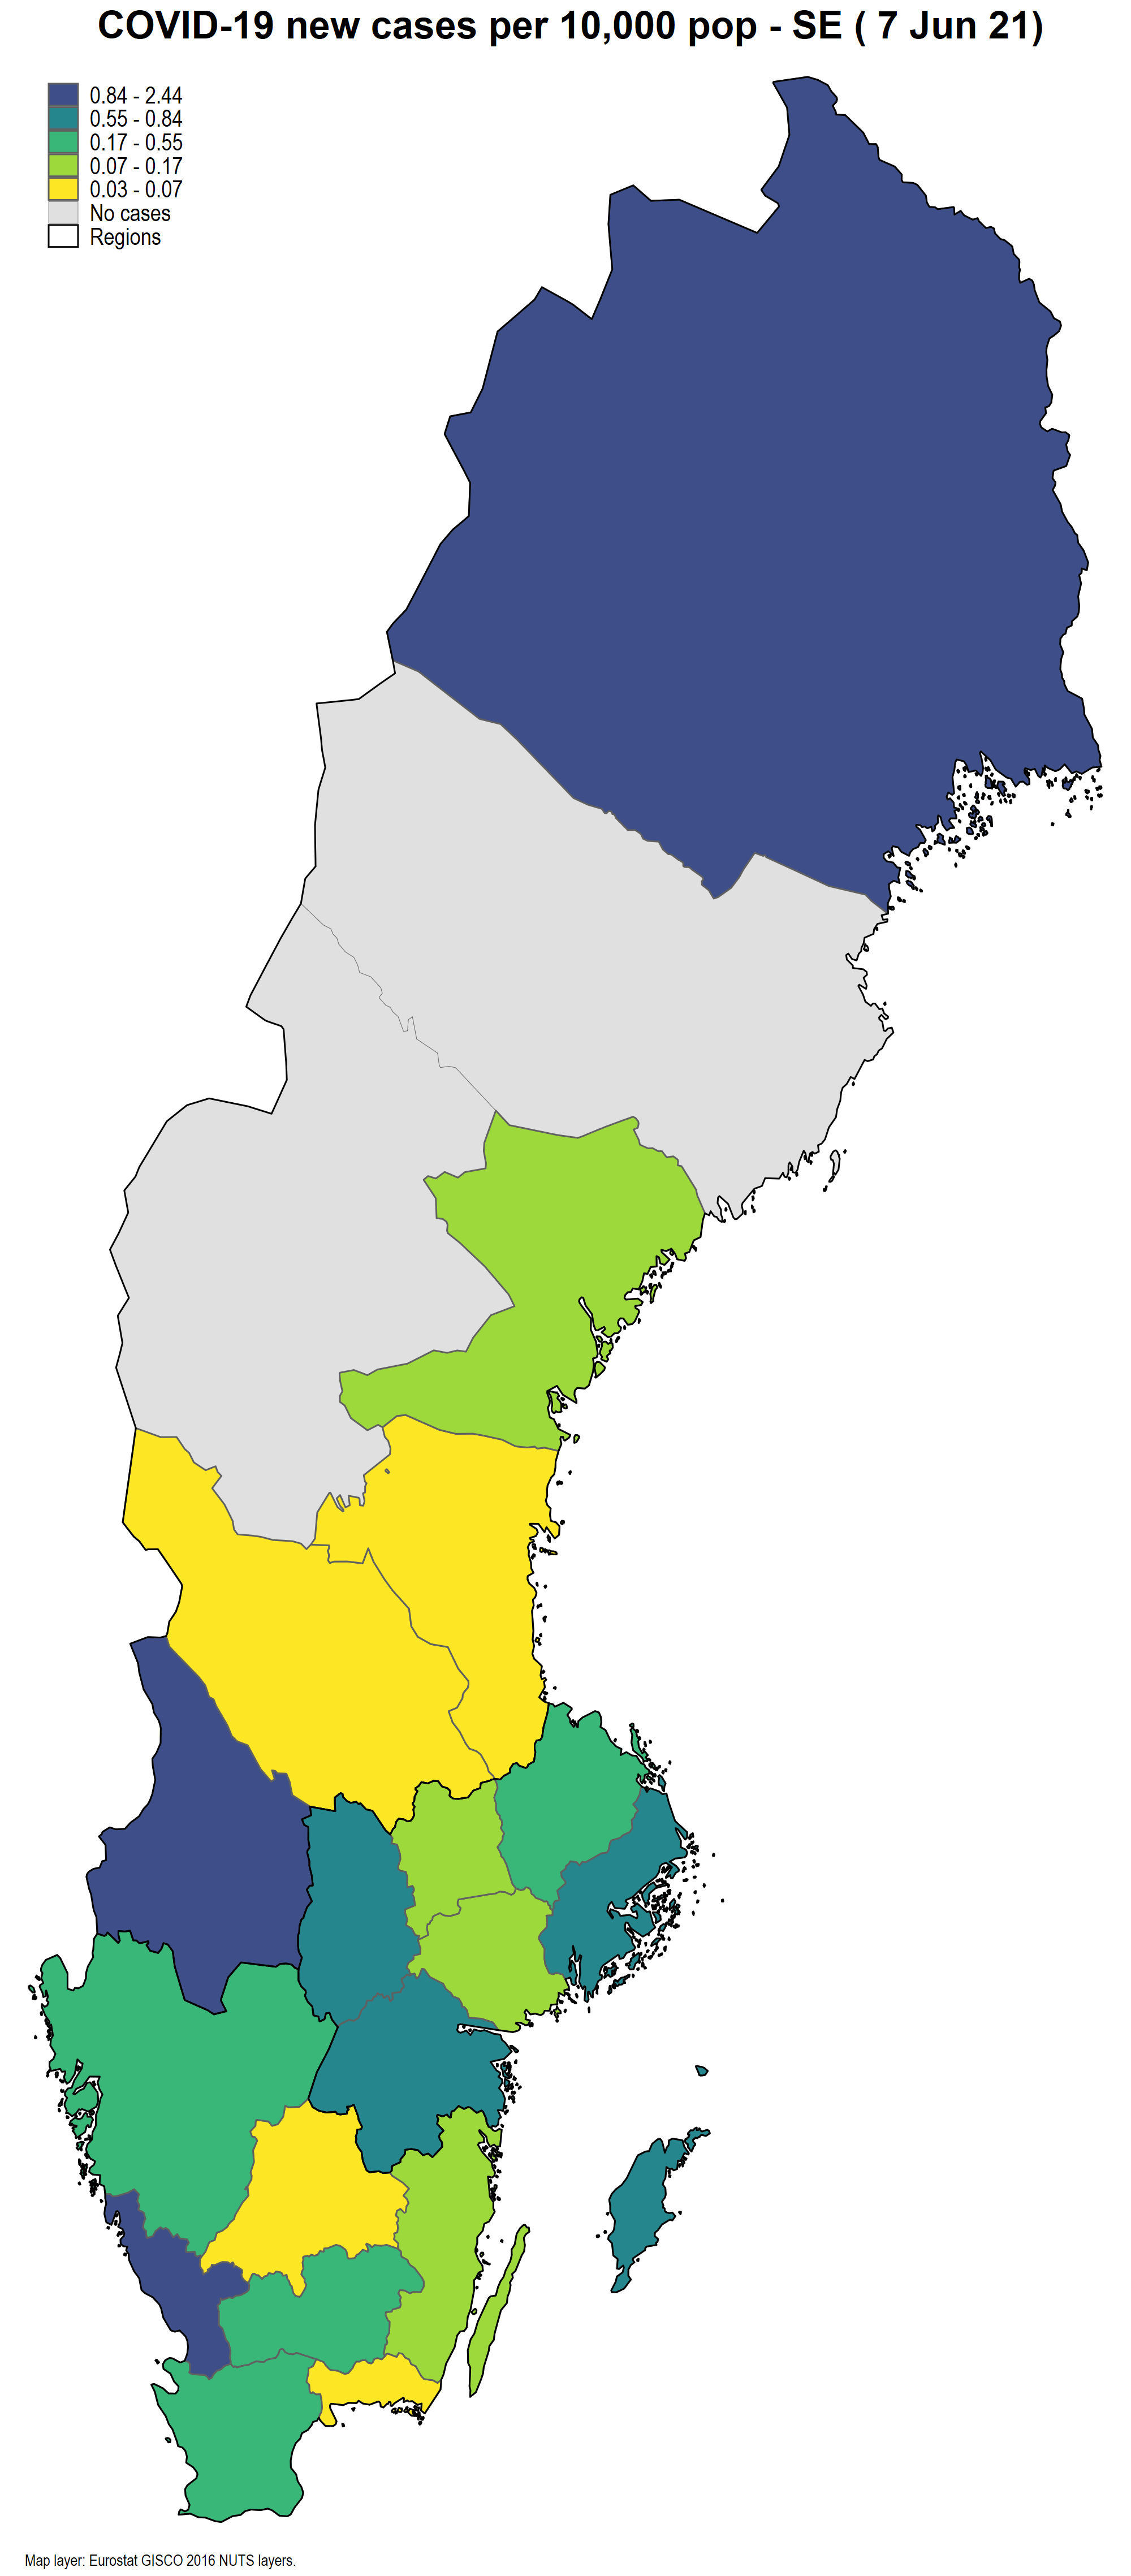 COVID-19 new cases per 10,000 pop - SE ( 7 Jun 21)
0.84 - 2.44
0.55 - 0.84
0.17 - 0.55
0.07 - 0.17
0.03 - 0.07
No cases
Regions
Map layer: Eurostat GISCO 2016 NUTS layers.